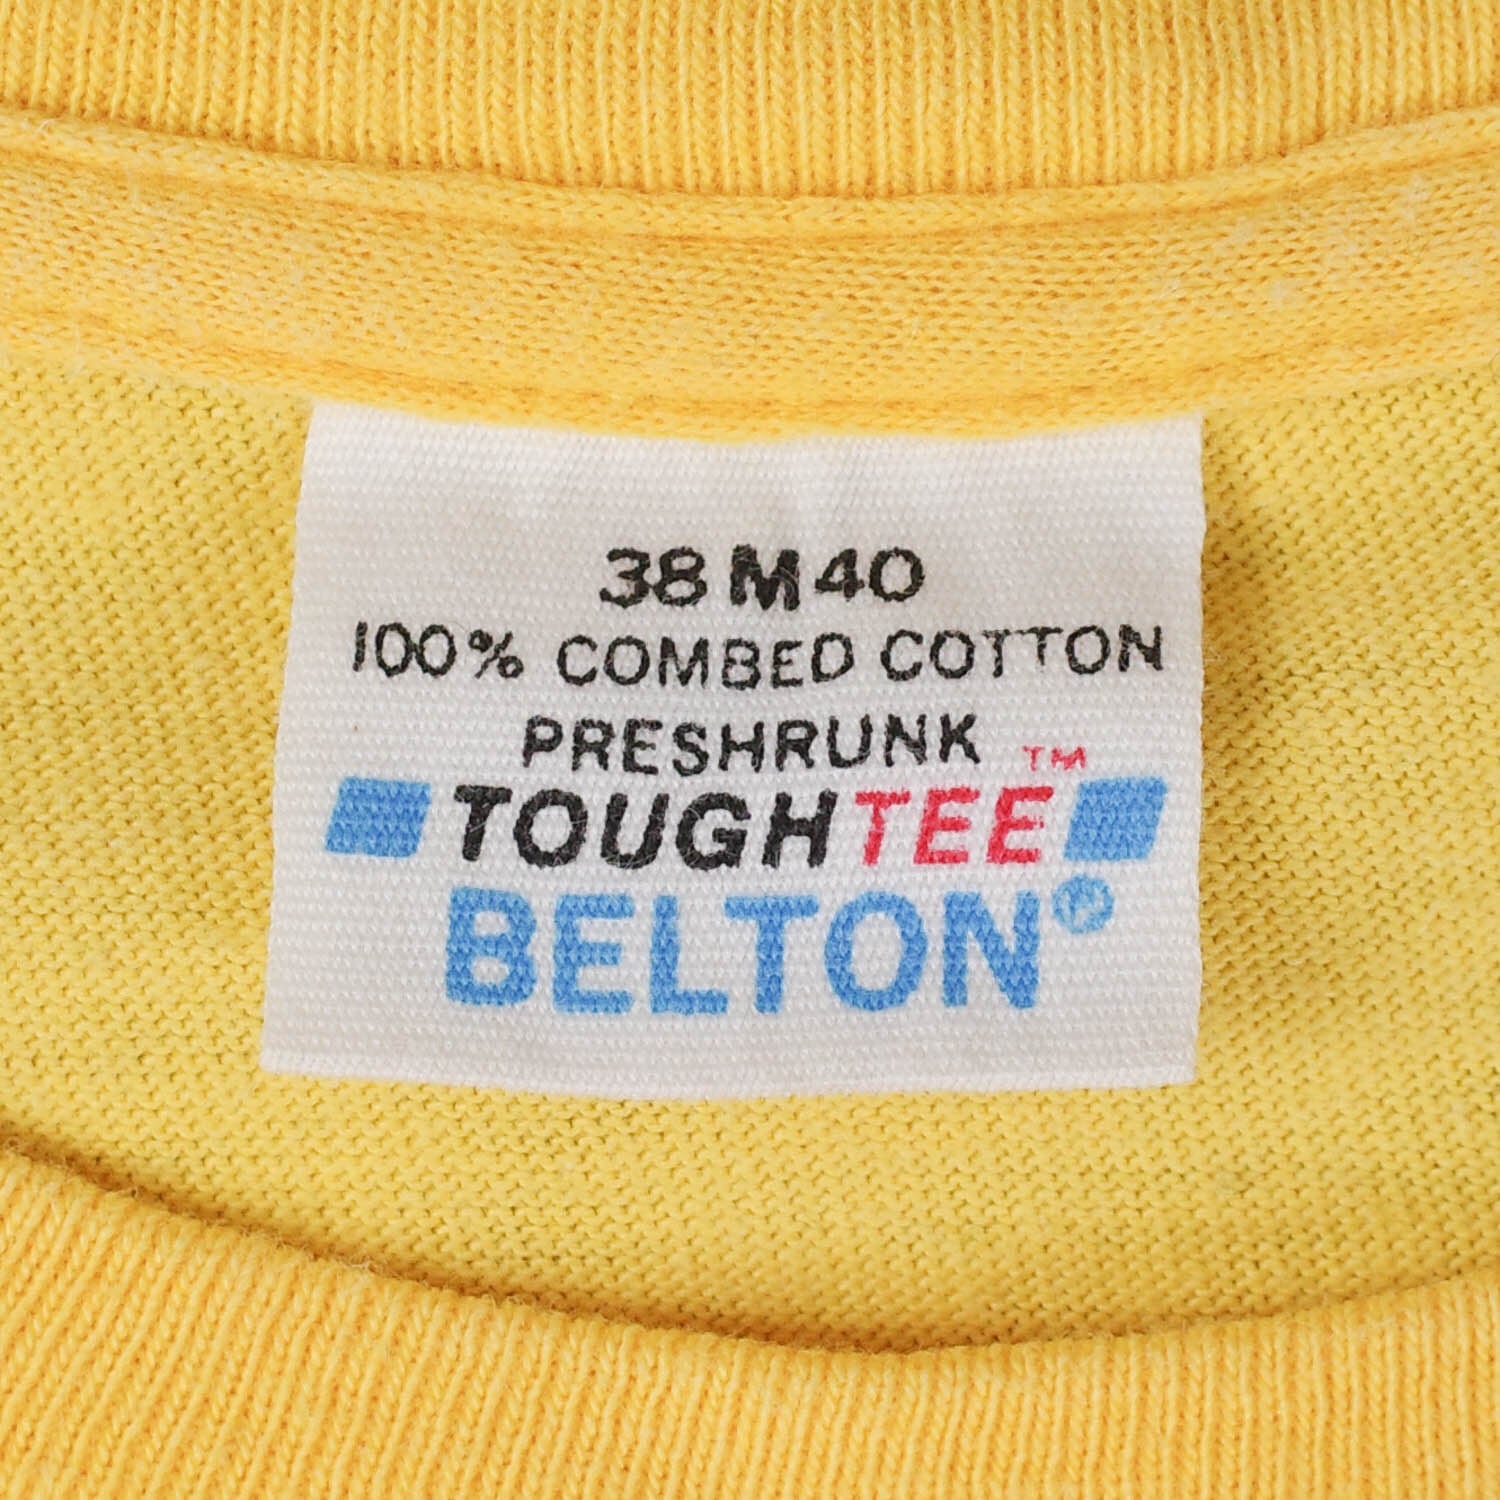 38 M 40
100% COMBED COTTON
PRESHRUNK
TOUGHTEE™
BELTON®